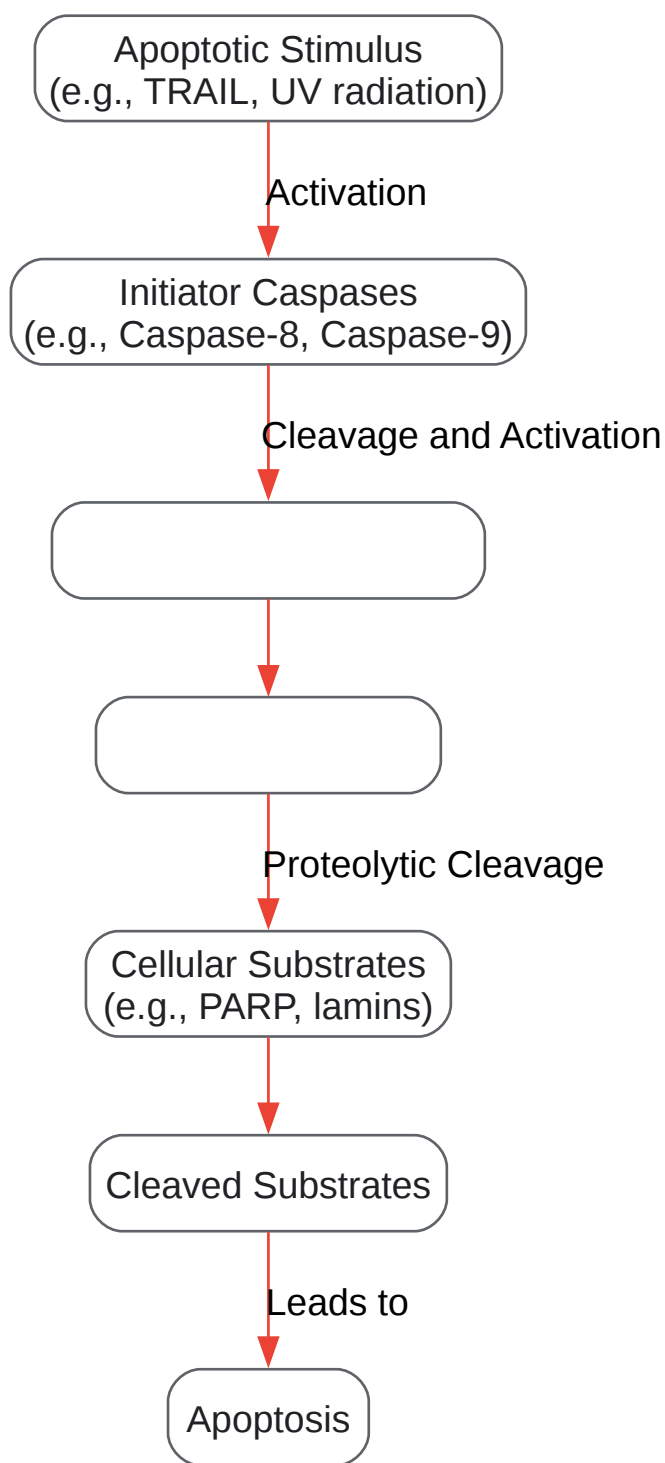 Apoptotic Stimulus
(e.g., TRAIL, UV radiation)
Activation
Initiator Caspases
(e.g., Caspase-8, Caspase-9)
Cleavage and Activation
Proteolytic Cleavage
Cellular Substrates
(e.g., PARP, lamins)
Cleaved Substrates
Leads to
Apoptosis